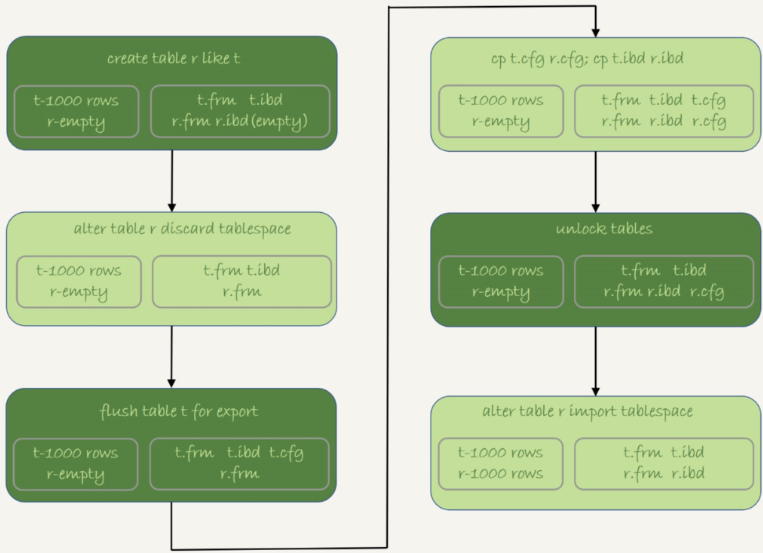 create table r like t
t-1000 rows
r-empty
t.frm t.ibd
r.frm r.ibd(empty)
alter table r discard tablespace
t-1000 rows
r-empty
t.frm t.ibd
r.frm
flush table t for export
t-1000 rows
r-empty
t.frm t.ibd t.cfg
r.frm
cp t.cfg r.cfg; cp t.ibd r.ibd
t-1000 rows
r-empty
t.frm t.ibd t.cfg
r.frm r.ibd r.cfg
unlock tables
t-1000 rows
r-empty
t.frm t.ibd
r.frm r.ibd r.cfg
alter table r import tablespace
t-1000 rows
r-1000 rows
t.frm t.ibd
r.frm r.ibd